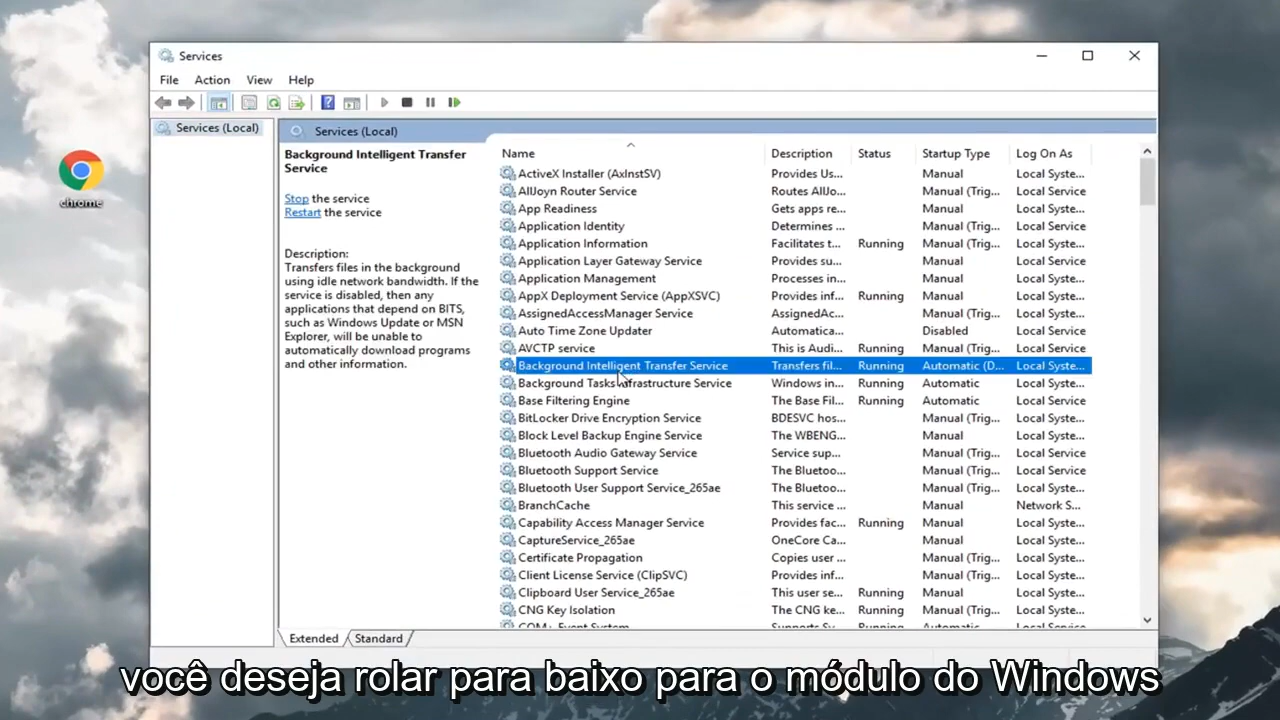 Services
File Action View Help
Services (Local)
Services (Local)
chrome
Background Intelligent Transfer
Service
Stop the service
Restart the service
Description:
Transfers files in the background
using idle network bandwidth. If the
service is disabled, then any
applications that depend on BITS,
such as Windows Update or MSN
Explorer, will be unable to
automatically download programs
and other information.
Name Description Status Startup Type Log On As
ActiveX Installer (AxInstSV) Provides Us... Manual Local Syste...
AllJoyn Router Service Routes AllJo... Manual (Trig... Local Service
App Readiness Gets apps re... Manual Local Syste...
Application Identity Determines ... Manual (Trig... Local Service
Application Information Facilitates t... Running Manual (Trig... Local Syste...
Application Layer Gateway Service Provides su... Manual Local Service
Application Management Processes in... Manual Local Syste...
AppX Deployment Service (AppXSVC) Provides inf... Running Manual Local Syste...
AssignedAccessManager Service AssignedAc... Manual (Trig... Local Syste...
Auto Time Zone Updater Automatica... Disabled Local Service
AVCTP service This is Audi... Running Manual (Trig... Local Service
Background Intelligent Transfer Service Transfers fil... Running Automatic (D... Local Syste...
Background Tasks Infrastructure Service Windows in... Running Automatic Local Syste...
Base Filtering Engine The Base Fil... Running Automatic Local Service
BitLocker Drive Encryption Service BDESVC hos... Manual (Trig... Local Syste...
Block Level Backup Engine Service The WBENG... Manual Local Syste...
Bluetooth Audio Gateway Service Service sup... Manual (Trig... Local Service
Bluetooth Support Service The Bluetoo... Manual (Trig... Local Service
Bluetooth User Support Service_265ae The Bluetoo... Manual (Trig... Local Syste...
BranchCache This service ... Manual Network S...
Capability Access Manager Service Provides fac... Running Manual Local Syste...
CaptureService_265ae OneCore Ca... Manual Local Syste...
Certificate Propagation Copies user ... Manual (Trig... Local Syste...
Client License Service (ClipSVC) Provides inf... Manual (Trig... Local Syste...
Clipboard User Service_265ae This user se... Running Manual Local Syste...
CNG Key Isolation The CNG ke... Running Manual (Trig... Local Syste...
COM+ Event System Supports Sy... Running Automatic Local Service
Extended Standard
você deseja rolar para baixo para o módulo do Windows